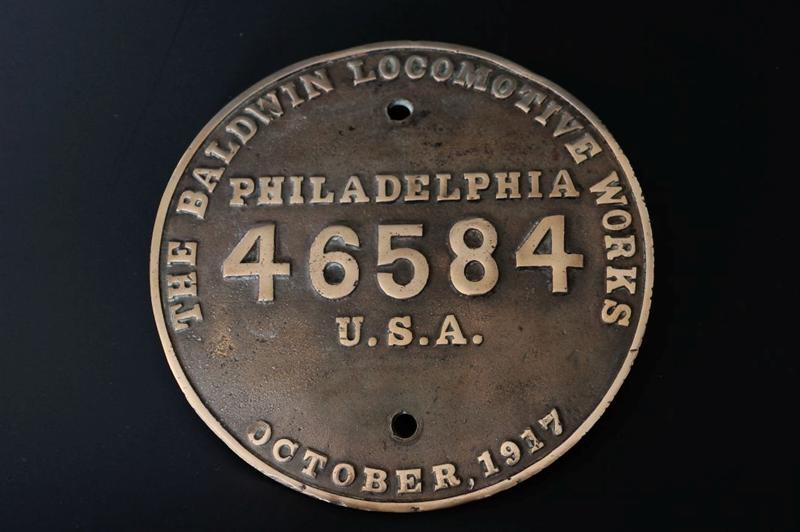 THE BALDWIN LOCOMOTIVE WORKS
PHILADELPHIA
46584
U.S.A.
OCTOBER, 1917